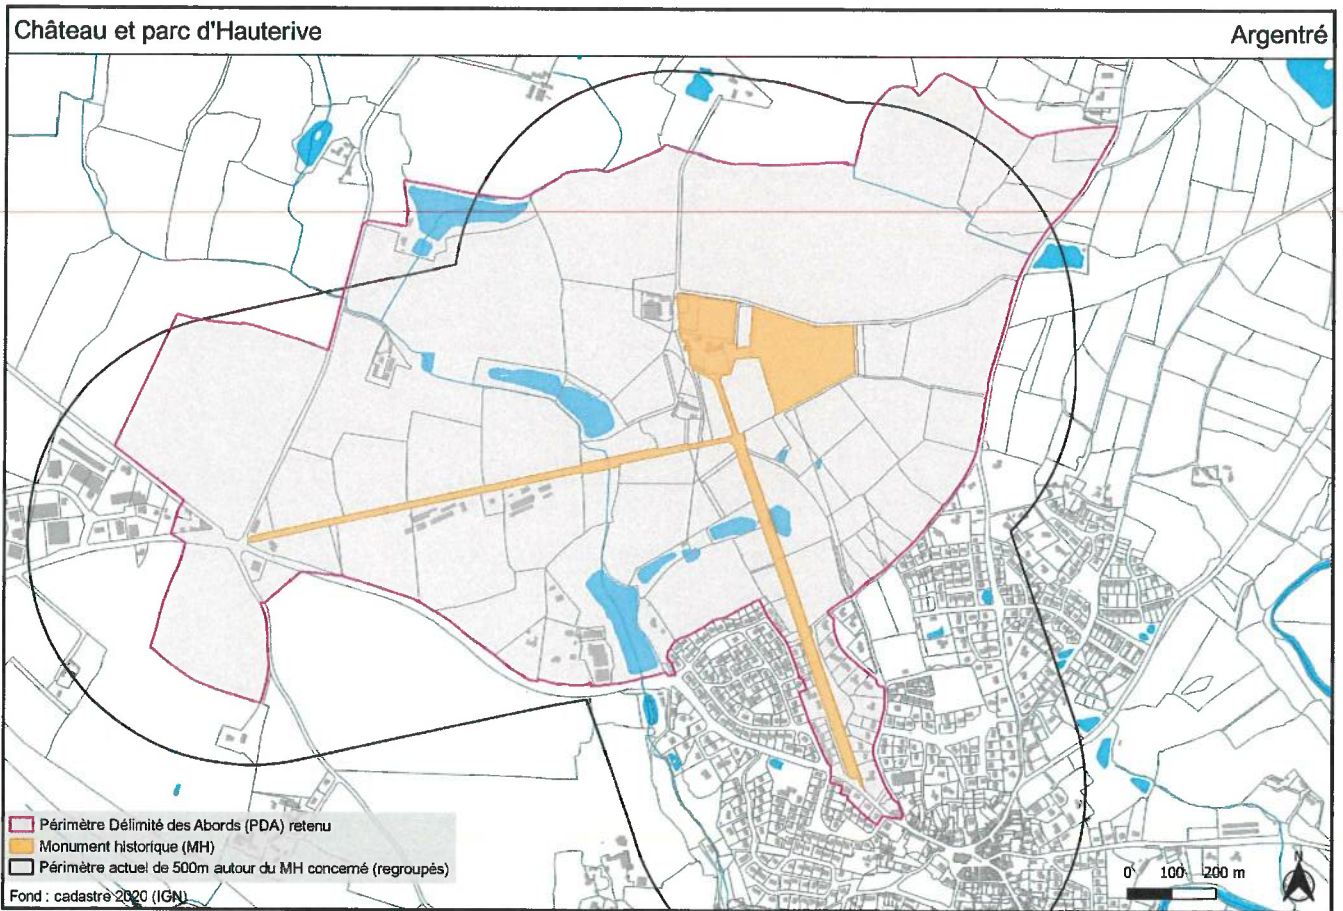 Château et parc d'Hauterive
Argentré
Périmètre Délimité des Abords (PDA) retenu
Monument historique (MH)
Périmètre actuel de 500m autour du MH concerné (regroupés)
Fond : cadastre 2020 (IGN)
0 100 200 m
N